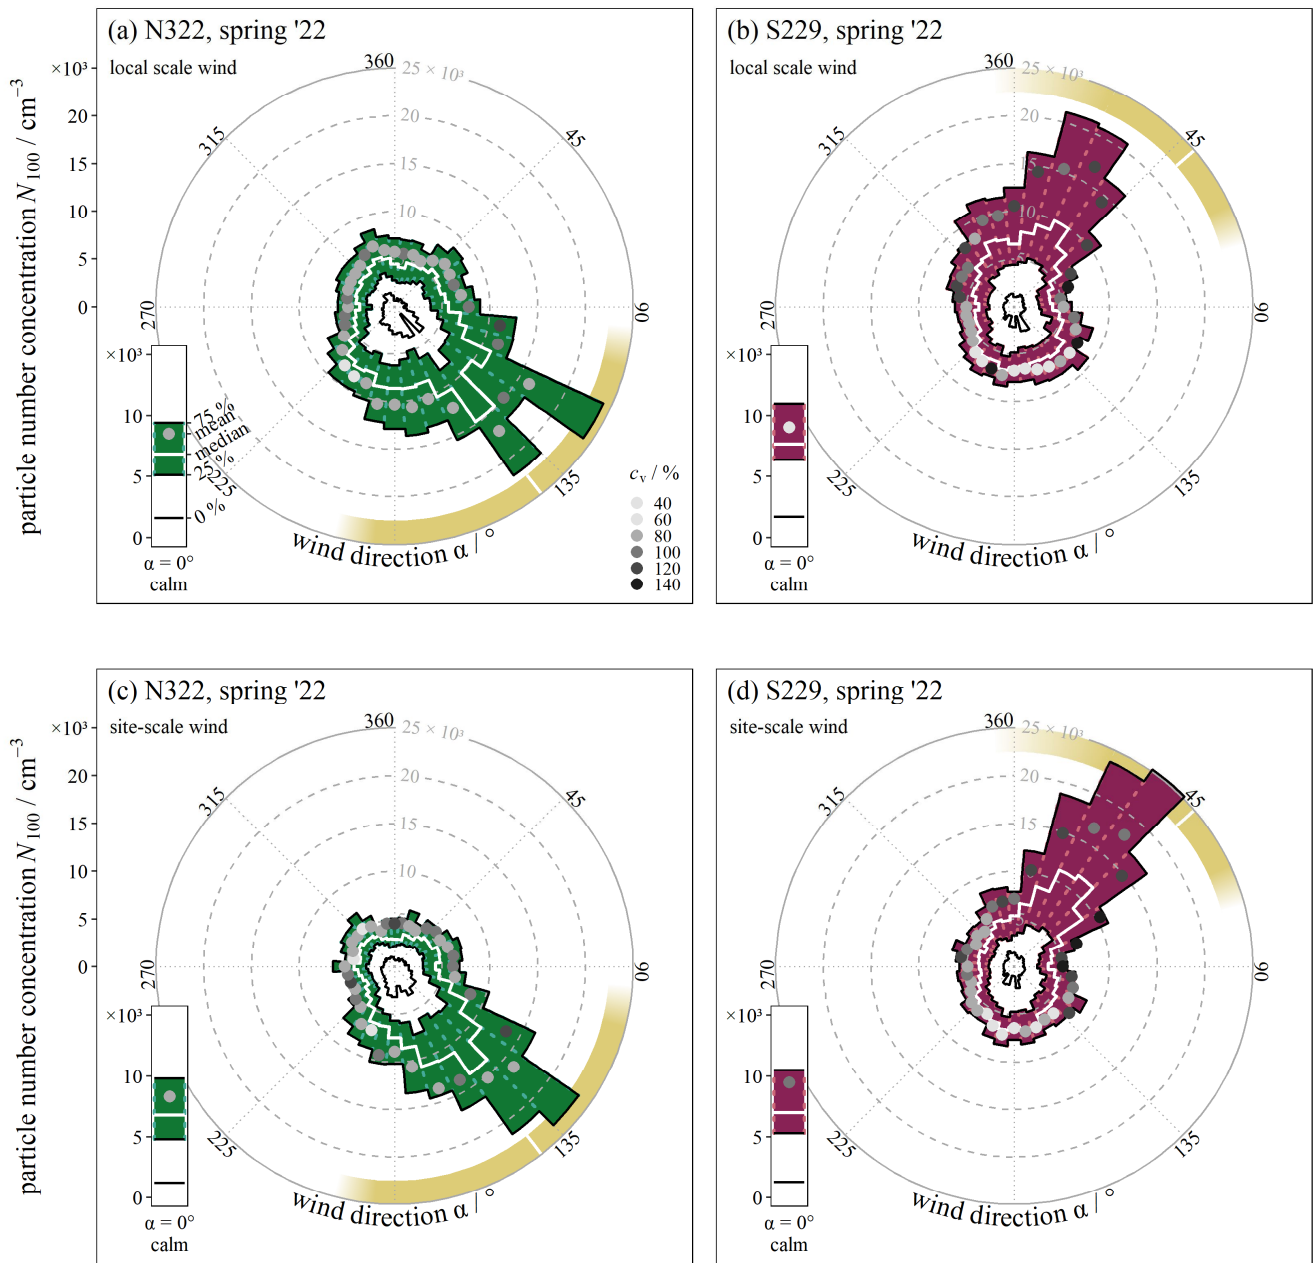 (a) N322, spring '22
local scale wind
particle number concentration N₁₀₀ / cm⁻³
×10³
20
15
10
5
0
360
25 × 10³
20
15
10
45
90
135
225
270
315
wind direction α / °
×10³
10
5
0
75 %
mean
median
25 %
0 %
α = 0°
calm
cᵥ / %
40
60
80
100
120
140
(b) S229, spring '22
local scale wind
360
25 × 10³
20
15
10
5
45
90
135
225
270
315
wind direction α / °
×10³
10
5
0
α = 0°
calm
(c) N322, spring '22
site-scale wind
particle number concentration N₁₀₀ / cm⁻³
×10³
20
15
10
5
0
360
25 × 10³
20
15
10
5
45
90
135
225
270
315
wind direction α / °
×10³
10
5
0
α = 0°
calm
(d) S229, spring '22
site-scale wind
360
25 × 10³
20
15
10
45
90
135
225
270
315
wind direction α / °
×10³
10
5
0
α = 0°
calm